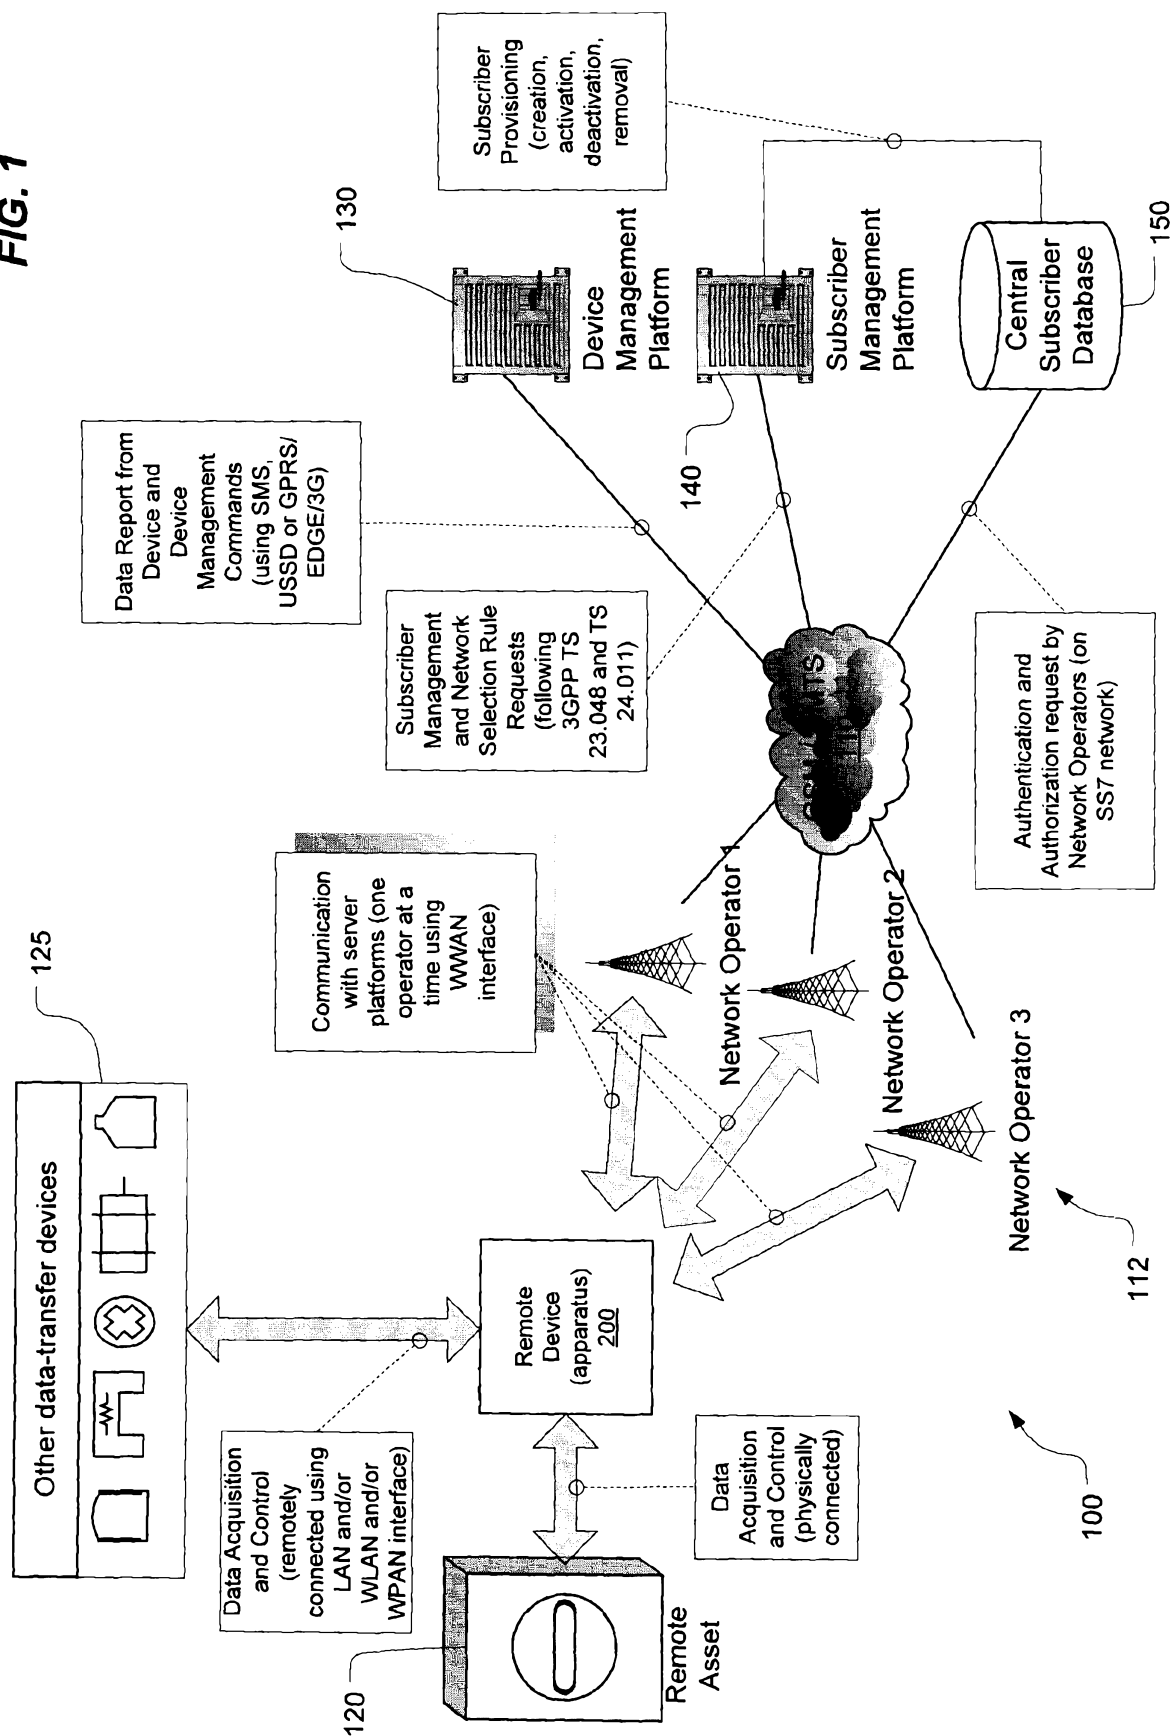 FIG. 1
Other data-transfer devices
125
Data Acquisition
and Control
(remotely
connected using
LAN and/or
WLAN and/or
WPAN interface)
120
Remote
Asset
Data
Acquisition
and Control
(physically
connected)
Remote
Device
(apparatus)
200
Communication
with server
platforms (one
operator at a
time using
WWAN
interface)
Network Operator 1
Network Operator 2
Network Operator 3
112
100
Data Report from
Device and
Device
Management
Commands
(using SMS,
USSD or GPRS/
EDGE/3G)
Subscriber
Management
and Network
Selection Rule
Requests
(following
3GPP TS
23.048 and TS
24.011)
Authentication and
Authorization request by
Network Operators (on
SS7 network)
130
Device
Management
Platform
140
Subscriber
Management
Platform
Subscriber
Provisioning
(creation,
activation,
deactivation,
removal)
Central
Subscriber
Database
150